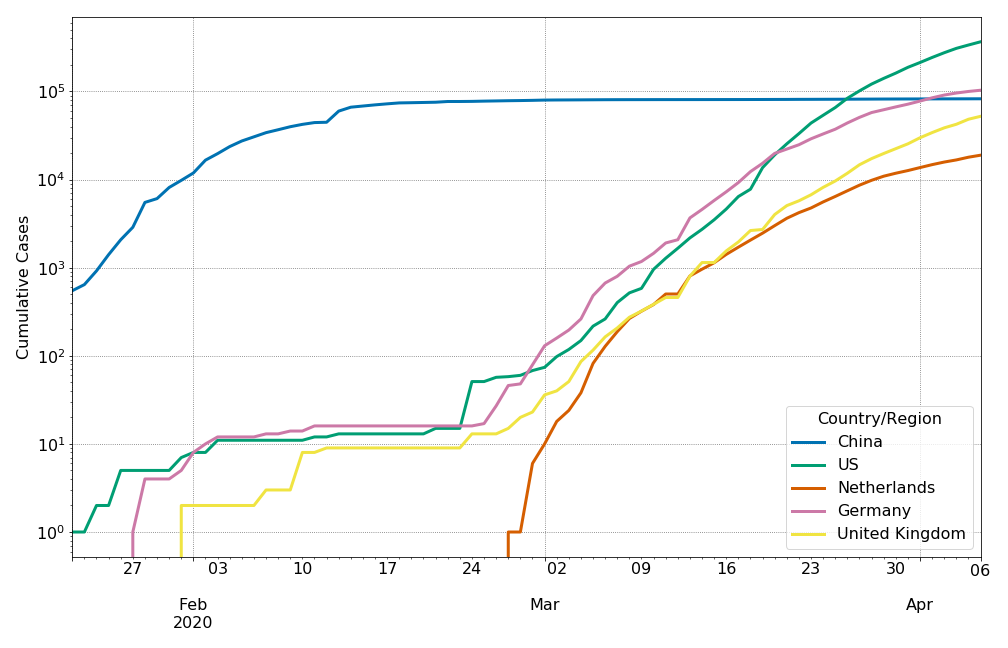 Cumulative Cases
10^5
10^4
10^3
10^2
10^1
10^0
27 03 10 17 24 02 09 16 23 30 06
Feb Mar Apr
2020
Country/Region
China
US
Netherlands
Germany
United Kingdom